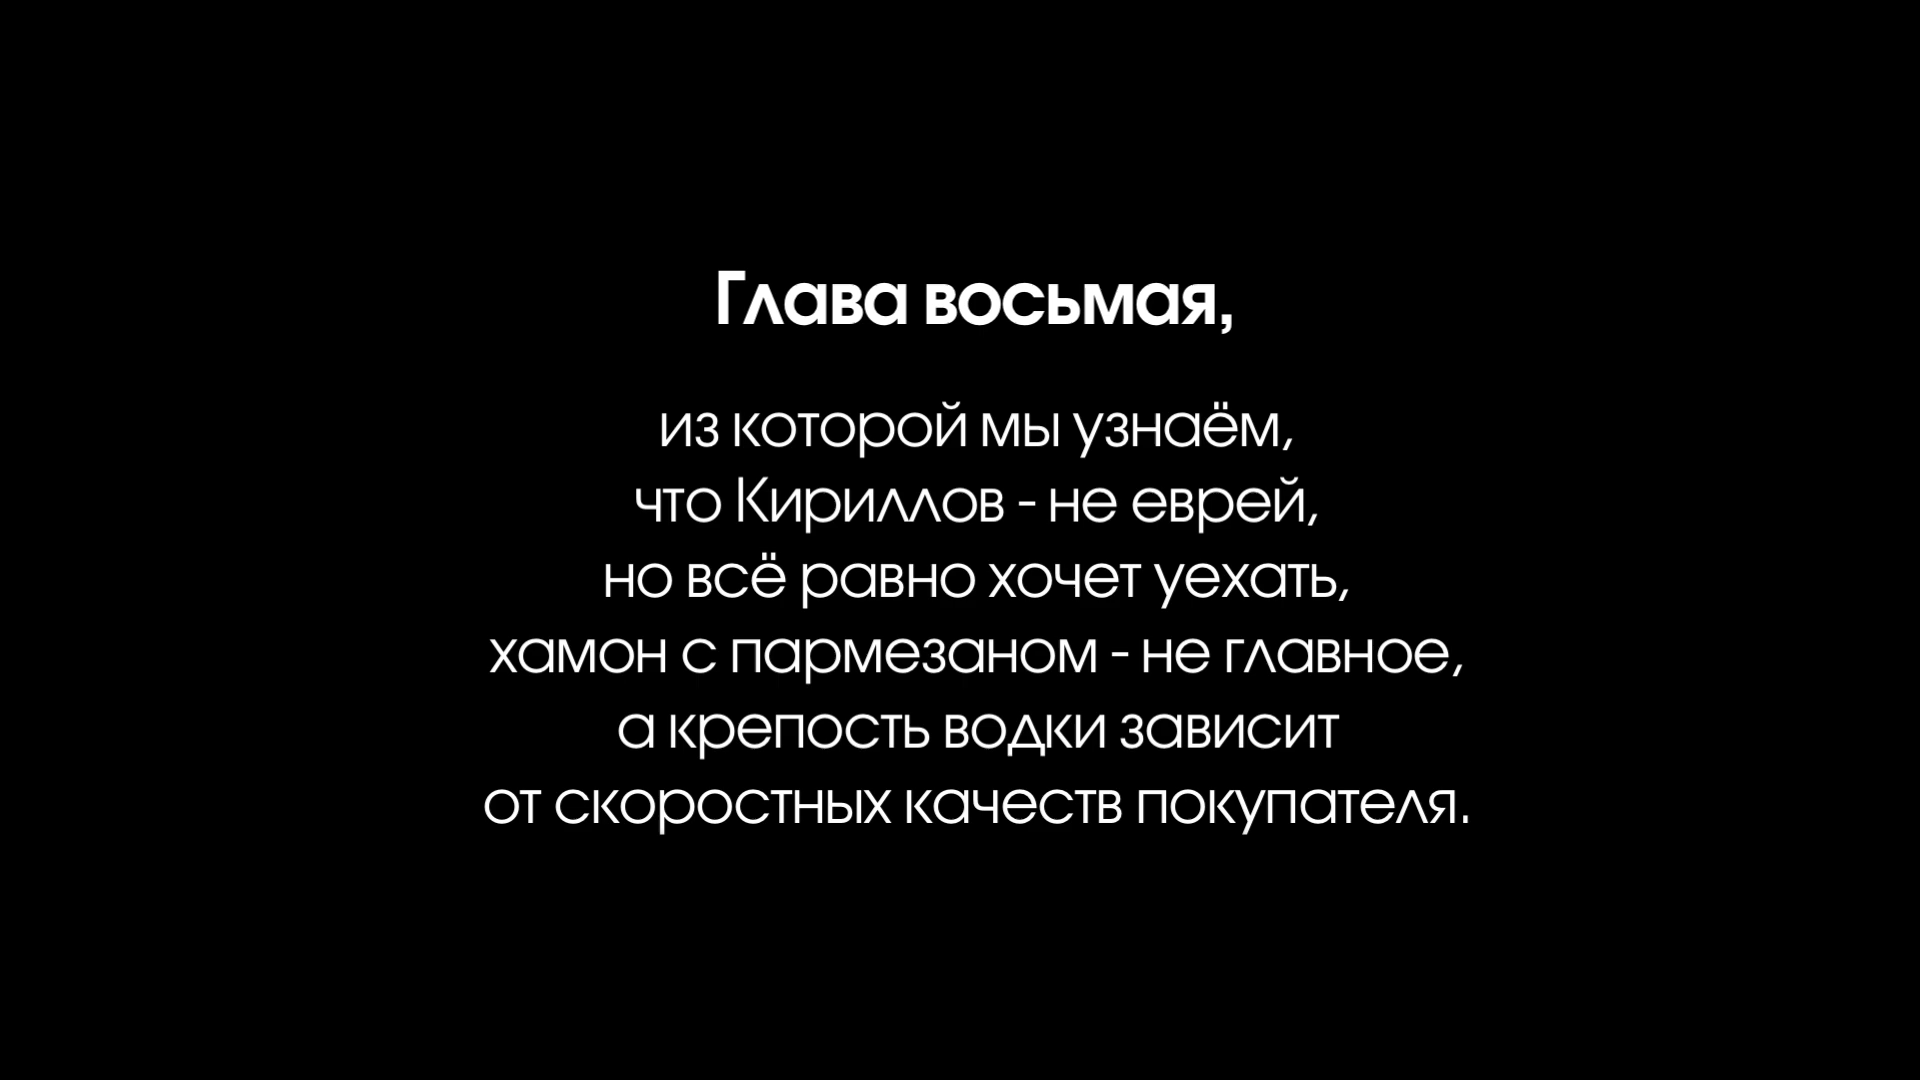 Глава восьмая,
из которой мы узнаём,
что Кириллов - не еврей,
но всё равно хочет уехать,
хамон с пармезаном - не главное,
а крепость водки зависит
от скоростных качеств покупателя.